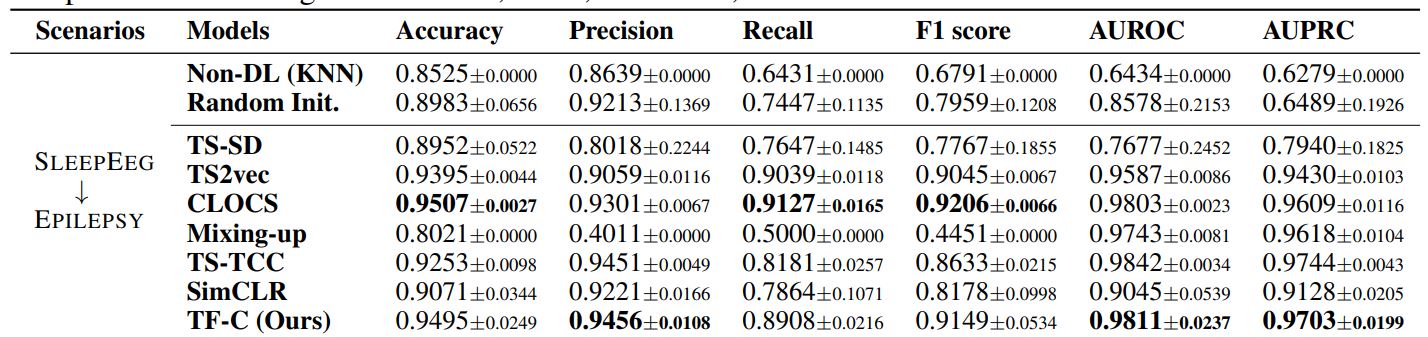 Scenarios Models Accuracy Precision Recall F1 score AUROC AUPRC
Non-DL (KNN) 0.8525±0.0000 0.8639±0.0000 0.6431±0.0000 0.6791±0.0000 0.6434±0.0000 0.6279±0.0000
Random Init. 0.8983±0.0656 0.9213±0.1369 0.7447±0.1135 0.7959±0.1208 0.8578±0.2153 0.6489±0.1926
TS-SD 0.8952±0.0522 0.8018±0.2244 0.7647±0.1485 0.7767±0.1855 0.7677±0.2452 0.7940±0.1825
SLEEPEEG
TS2vec 0.9395±0.0044 0.9059±0.0116 0.9039±0.0118 0.9045±0.0067 0.9587±0.0086 0.9430±0.0103
↓
CLOCS 0.9507±0.0027 0.9301±0.0067 0.9127±0.0165 0.9206±0.0066 0.9803±0.0023 0.9609±0.0116
EPILEPSY
Mixing-up 0.8021±0.0000 0.4011±0.0000 0.5000±0.0000 0.4451±0.0000 0.9743±0.0081 0.9618±0.0104
TS-TCC 0.9253±0.0098 0.9451±0.0049 0.8181±0.0257 0.8633±0.0215 0.9842±0.0034 0.9744±0.0043
SimCLR 0.9071±0.0344 0.9221±0.0166 0.7864±0.1071 0.8178±0.0998 0.9045±0.0539 0.9128±0.0205
TF-C (Ours) 0.9495±0.0249 0.9456±0.0108 0.8908±0.0216 0.9149±0.0534 0.9811±0.0237 0.9703±0.0199